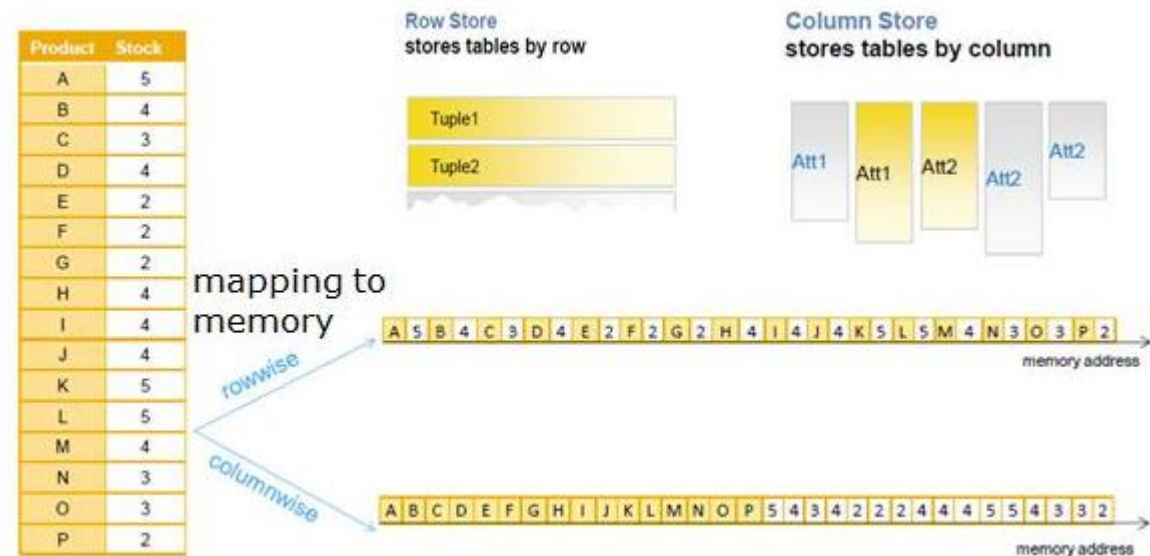 Product Stock
A 5
B 4
C 3
D 4
E 2
F 2
G 2
H 4
I 4
J 4
K 5
L 5
M 4
N 3
O 3
P 2
Row Store
stores tables by row
Tuple1
Tuple2
Column Store
stores tables by column
Att1
Att1
Att2
Att2
Att2
mapping to
memory
rowwise
A 5 B 4 C 3 D 4 E 2 F 2 G 2 H 4 I 4 J 4 K 5 L 5 M 4 N 3 O 3 P 2
memory address
columnwise
A B C D E F G H I J K L M N O P 5 4 3 4 2 2 2 4 4 4 5 5 4 3 3 2
memory address